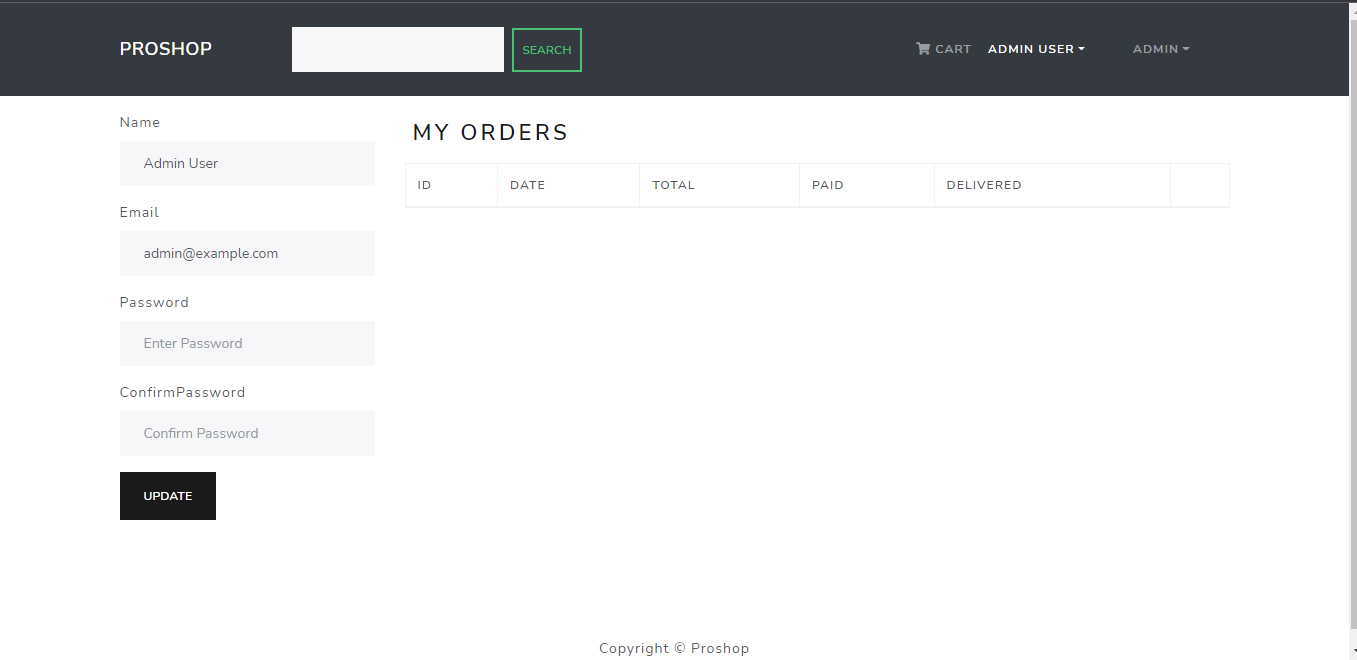 PROSHOP SEARCH CART ADMIN USER ADMIN
Name
Admin User
Email
admin@example.com
Password
Enter Password
ConfirmPassword
Confirm Password
UPDATE
MY ORDERS
ID DATE TOTAL PAID DELIVERED
Copyright © Proshop